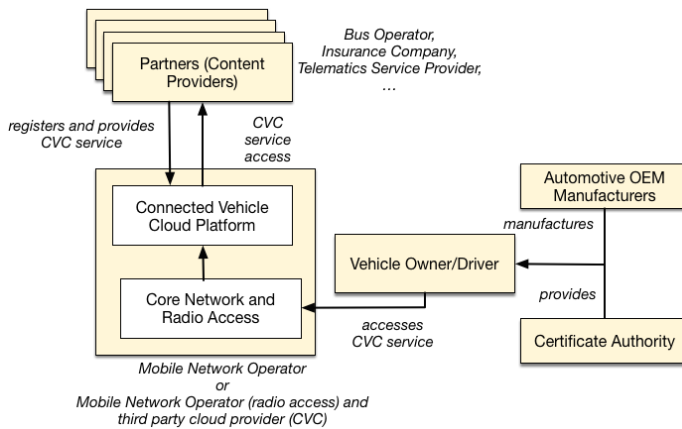 Bus Operator,
Insurance Company,
Telematics Service Provider,
...
Partners (Content
Providers)
registers and provides
CVC service
CVC
service
access
Connected Vehicle
Cloud Platform
Core Network and
Radio Access
Automotive OEM
Manufacturers
manufactures
Vehicle Owner/Driver
provides
Certificate Authority
accesses
CVC service
Mobile Network Operator
or
Mobile Network Operator (radio access) and
third party cloud provider (CVC)